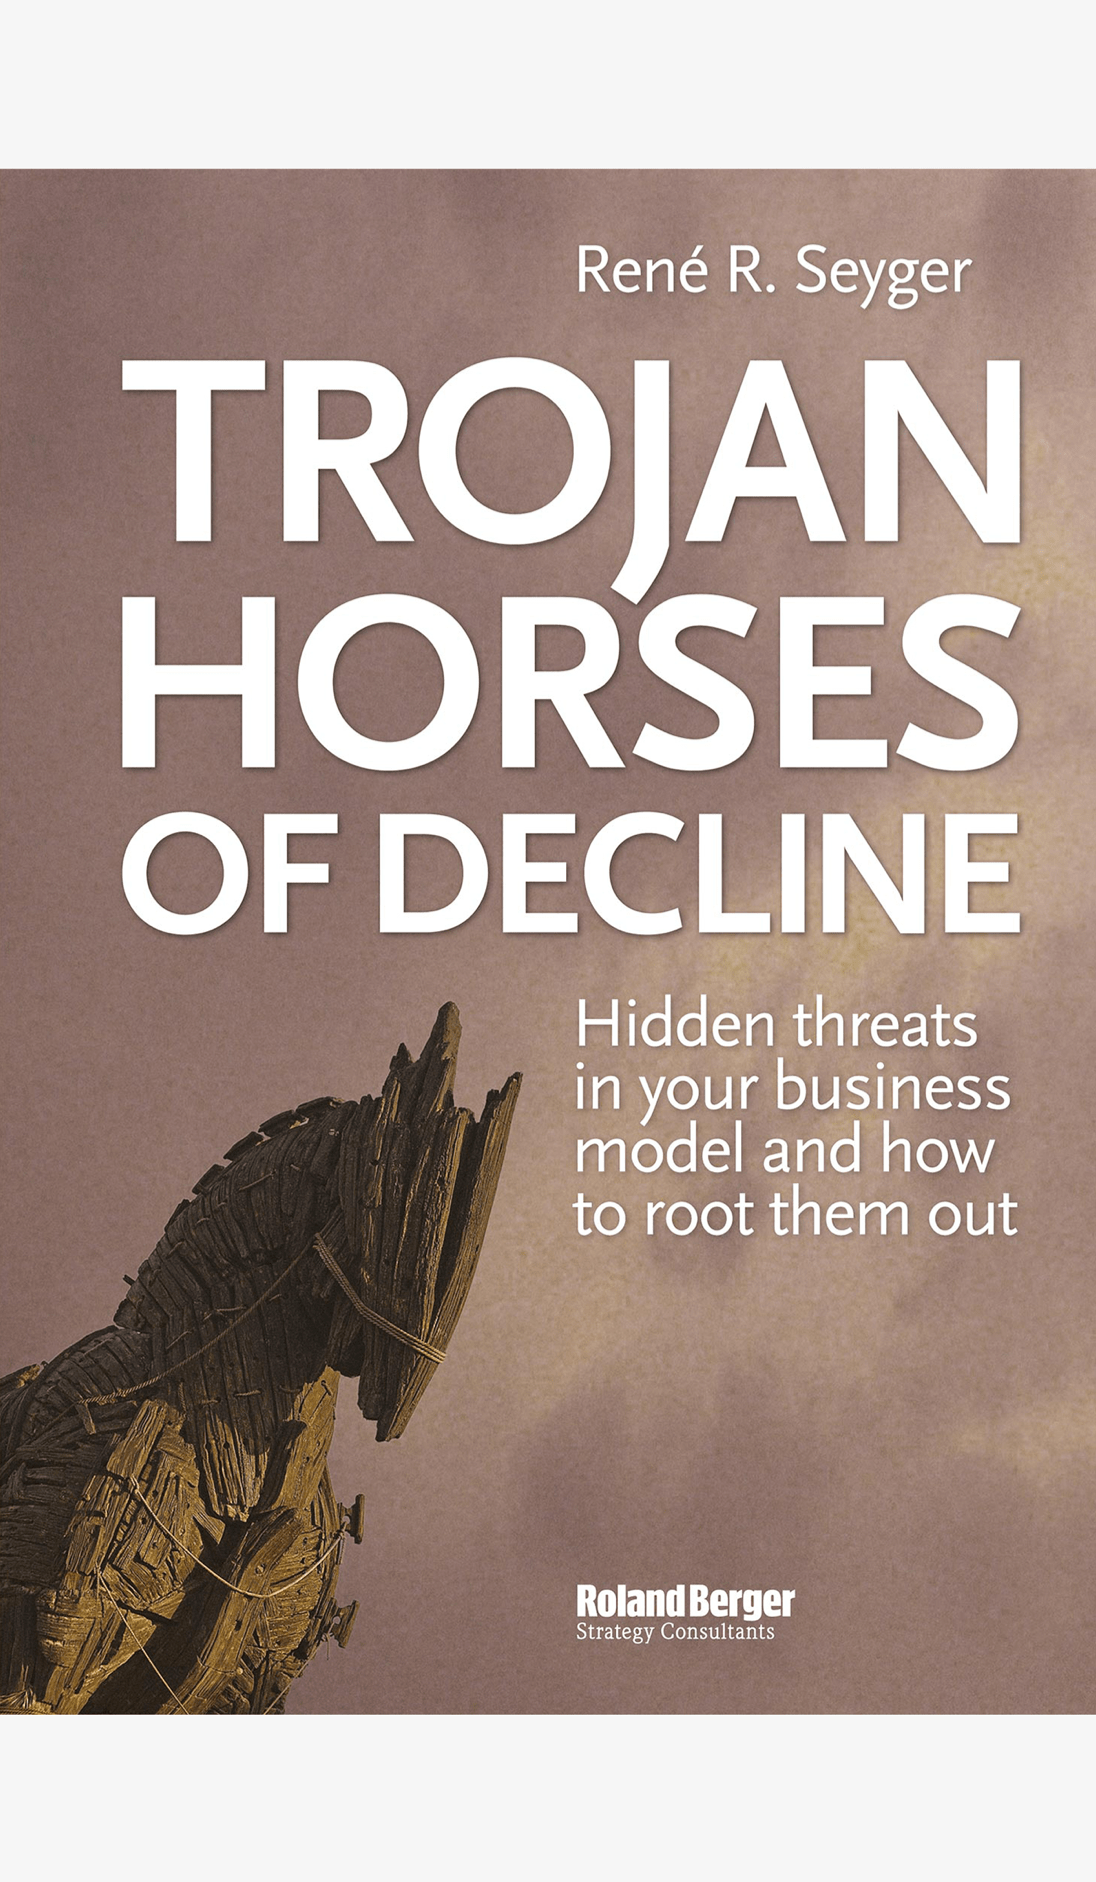 René R. Seyger
TROJAN
HORSES
OF DECLINE
Hidden threats
in your business
model and how
to root them out
Roland Berger
Strategy Consultants